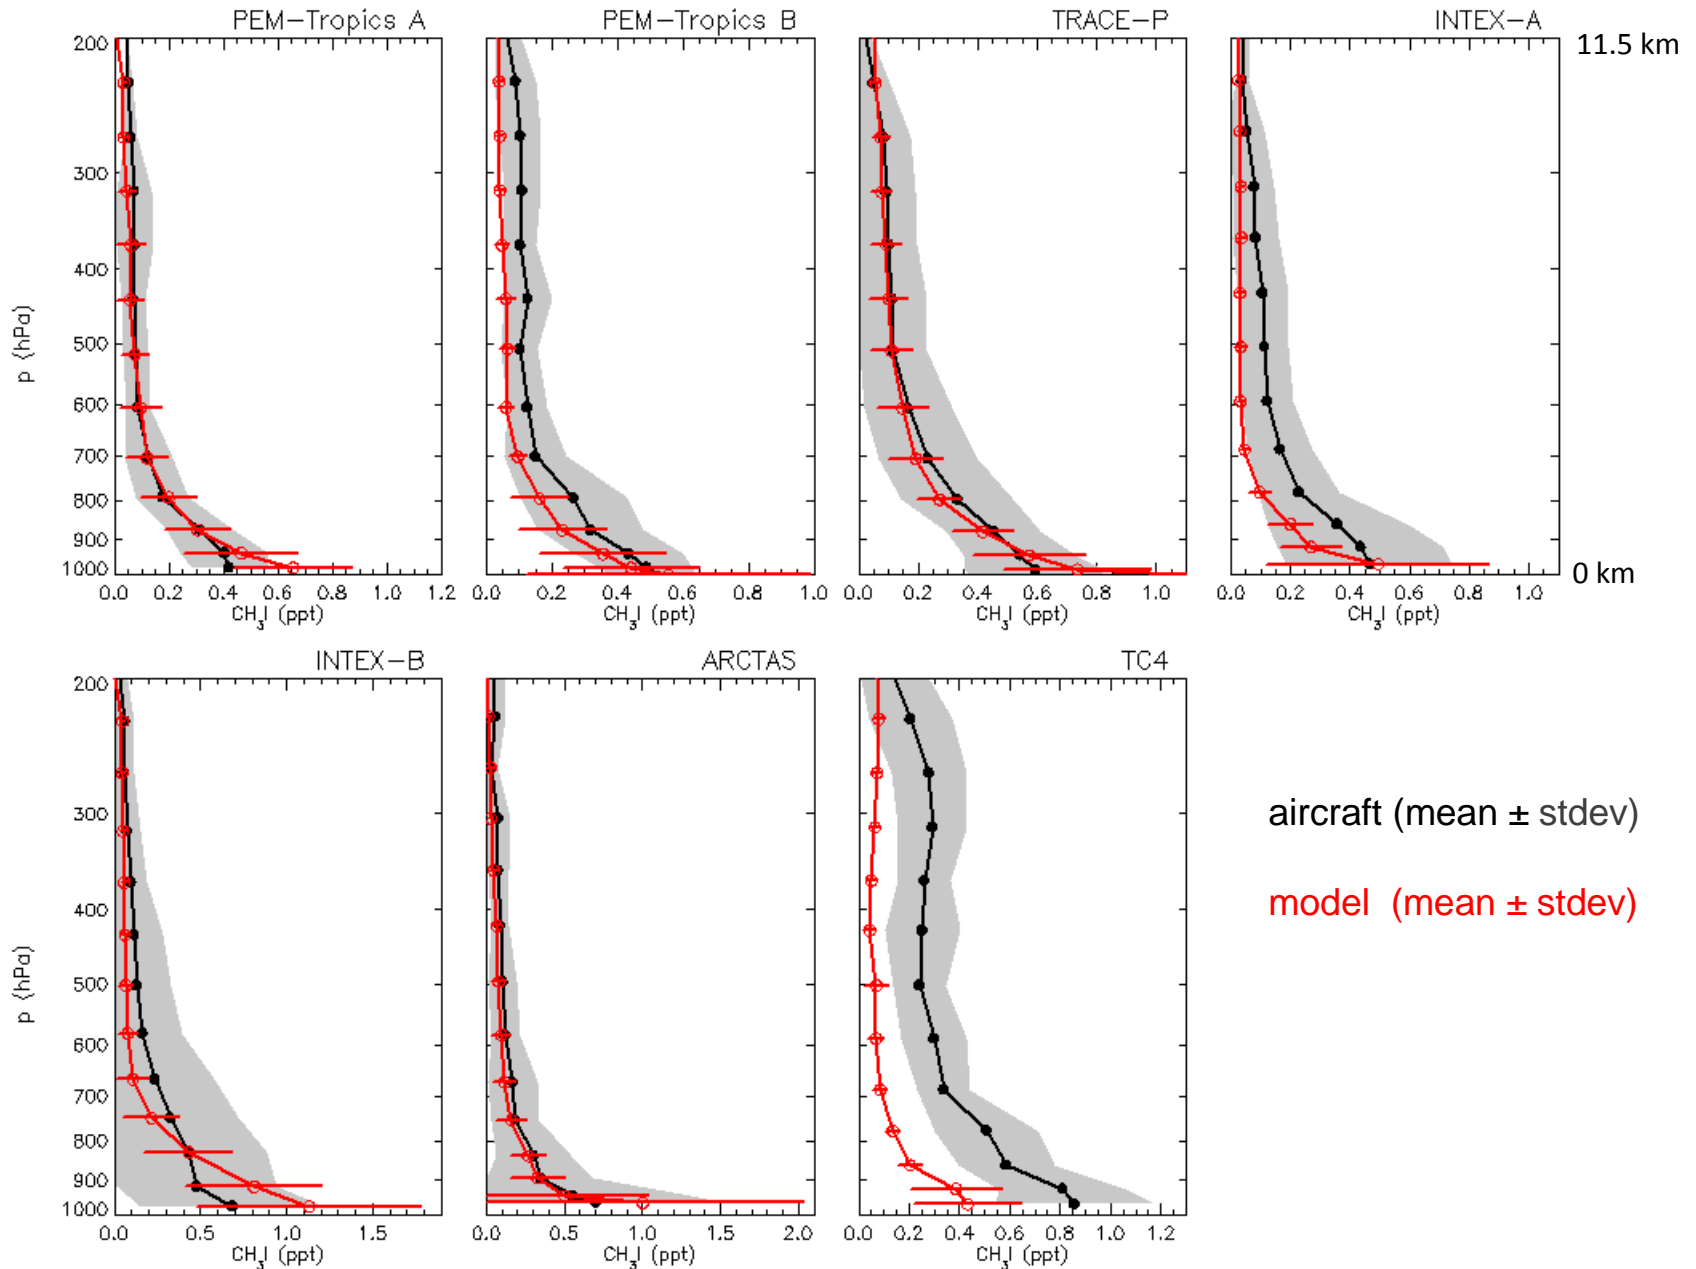 PEM-Tropics A
PEM-Tropics B
TRACE-P
INTEX-A
200
300
400
500
600
700
800
900
1000
p (hPa)
11.5 km
0 km
0.0 0.2 0.4 0.6 0.8 1.0 1.2
CH3I (ppt)
0.0 0.2 0.4 0.6 0.8 1.0
CH3I (ppt)
0.0 0.2 0.4 0.6 0.8 1.0
CH3I (ppt)
0.0 0.2 0.4 0.6 0.8 1.0
CH3I (ppt)
INTEX-B
ARCTAS
TC4
200
300
400
500
600
700
800
900
1000
p (hPa)
0.0 0.5 1.0 1.5
CH3I (ppt)
0.0 0.5 1.0 1.5 2.0
CH3I (ppt)
0.0 0.2 0.4 0.6 0.8 1.0 1.2
CH3I (ppt)
aircraft (mean ± stdev)
model (mean ± stdev)